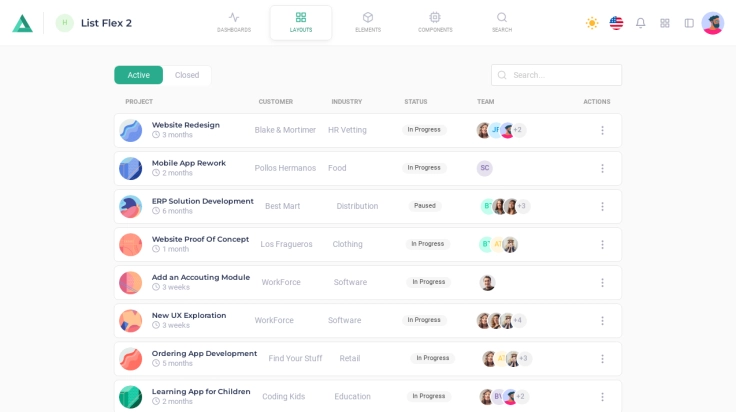 H List Flex 2
DASHBOARDS LAYOUTS ELEMENTS COMPONENTS SEARCH
Active Closed Search...
PROJECT CUSTOMER INDUSTRY STATUS TEAM ACTIONS
Website Redesign
3 months
Blake & Mortimer HR Vetting In Progress +2
Mobile App Rework
2 months
Pollos Hermanos Food In Progress SC
ERP Solution Development
6 months
Best Mart Distribution Paused +3
Website Proof Of Concept
1 month
Los Fragueros Clothing In Progress
Add an Accouting Module
3 weeks
WorkForce Software In Progress
New UX Exploration
3 weeks
WorkForce Software In Progress +4
Ordering App Development
5 months
Find Your Stuff Retail In Progress +3
Learning App for Children
2 months
Coding Kids Education In Progress +2